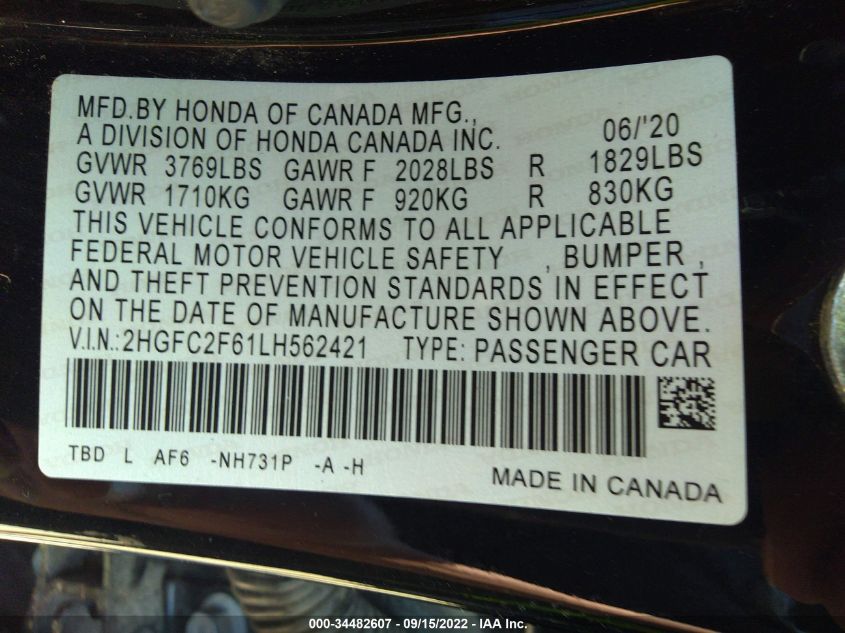 MFD.BY HONDA OF CANADA MFG.,
A DIVISION OF HONDA CANADA INC. 06/'20
GVWR 3769LBS GAWR F 2028LBS R 1829LBS
GVWR 1710KG GAWR F 920KG R 830KG
THIS VEHICLE CONFORMS TO ALL APPLICABLE
FEDERAL MOTOR VEHICLE SAFETY , BUMPER ,
AND THEFT PREVENTION STANDARDS IN EFFECT
ON THE DATE OF MANUFACTURE SHOWN ABOVE.
V.I.N.: 2HGFC2F61LH562421 TYPE: PASSENGER CAR
TBD L AF6 -NH731P -A -H
MADE IN CANADA
000-34482607 - 09/15/2022 - IAA Inc.